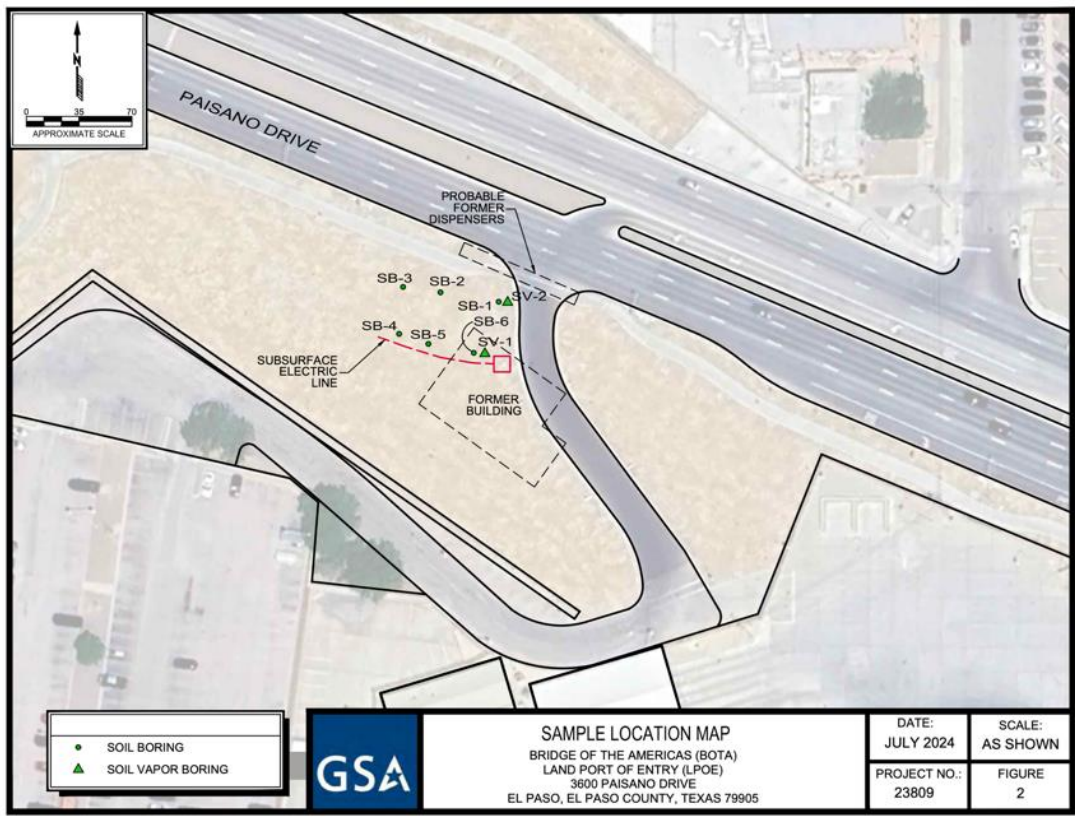 N
0 35 70
APPROXIMATE SCALE
PAISANO DRIVE
PROBABLE
FORMER
DISPENSERS
SB-3
SB-2
SB-1
SV-2
SB-6
SB-4
SB-5
SV-1
SUBSURFACE
ELECTRIC
LINE
FORMER
BUILDING
SOIL BORING
SOIL VAPOR BORING
GSA
SAMPLE LOCATION MAP
BRIDGE OF THE AMERICAS (BOTA)
LAND PORT OF ENTRY (LPOE)
3600 PAISANO DRIVE
EL PASO, EL PASO COUNTY, TEXAS 79905
DATE:
JULY 2024
SCALE:
AS SHOWN
PROJECT NO.:
23809
FIGURE
2